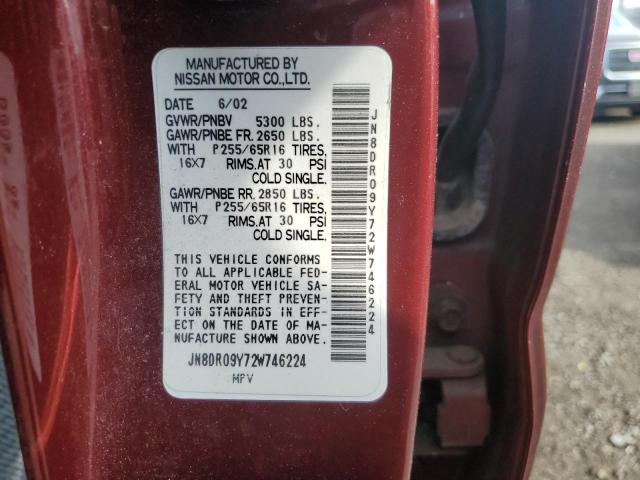 MANUFACTURED BY
NISSAN MOTOR CO.,LTD.
DATE 6/02
GVWR/PNBV 5300 LBS.
GAWR/PNBE FR. 2650 LBS.
WITH P255/65R16 TIRES,
16X7 RIMS,AT 30 PSI
COLD SINGLE.
GAWR/PNBE RR. 2850 LBS.
WITH P255/65R16 TIRES,
16X7 RIMS,AT 30 PSI
COLD SINGLE.
THIS VEHICLE CONFORMS
TO ALL APPLICABLE FED-
ERAL MOTOR VEHICLE SA-
FETY AND THEFT PREVEN-
TION STANDARDS IN EFF-
ECT ON THE DATE OF MA-
NUFACTURE SHOWN ABOVE.
JN8DR09Y72W746224
MPV
JN8DR09Y72W746224